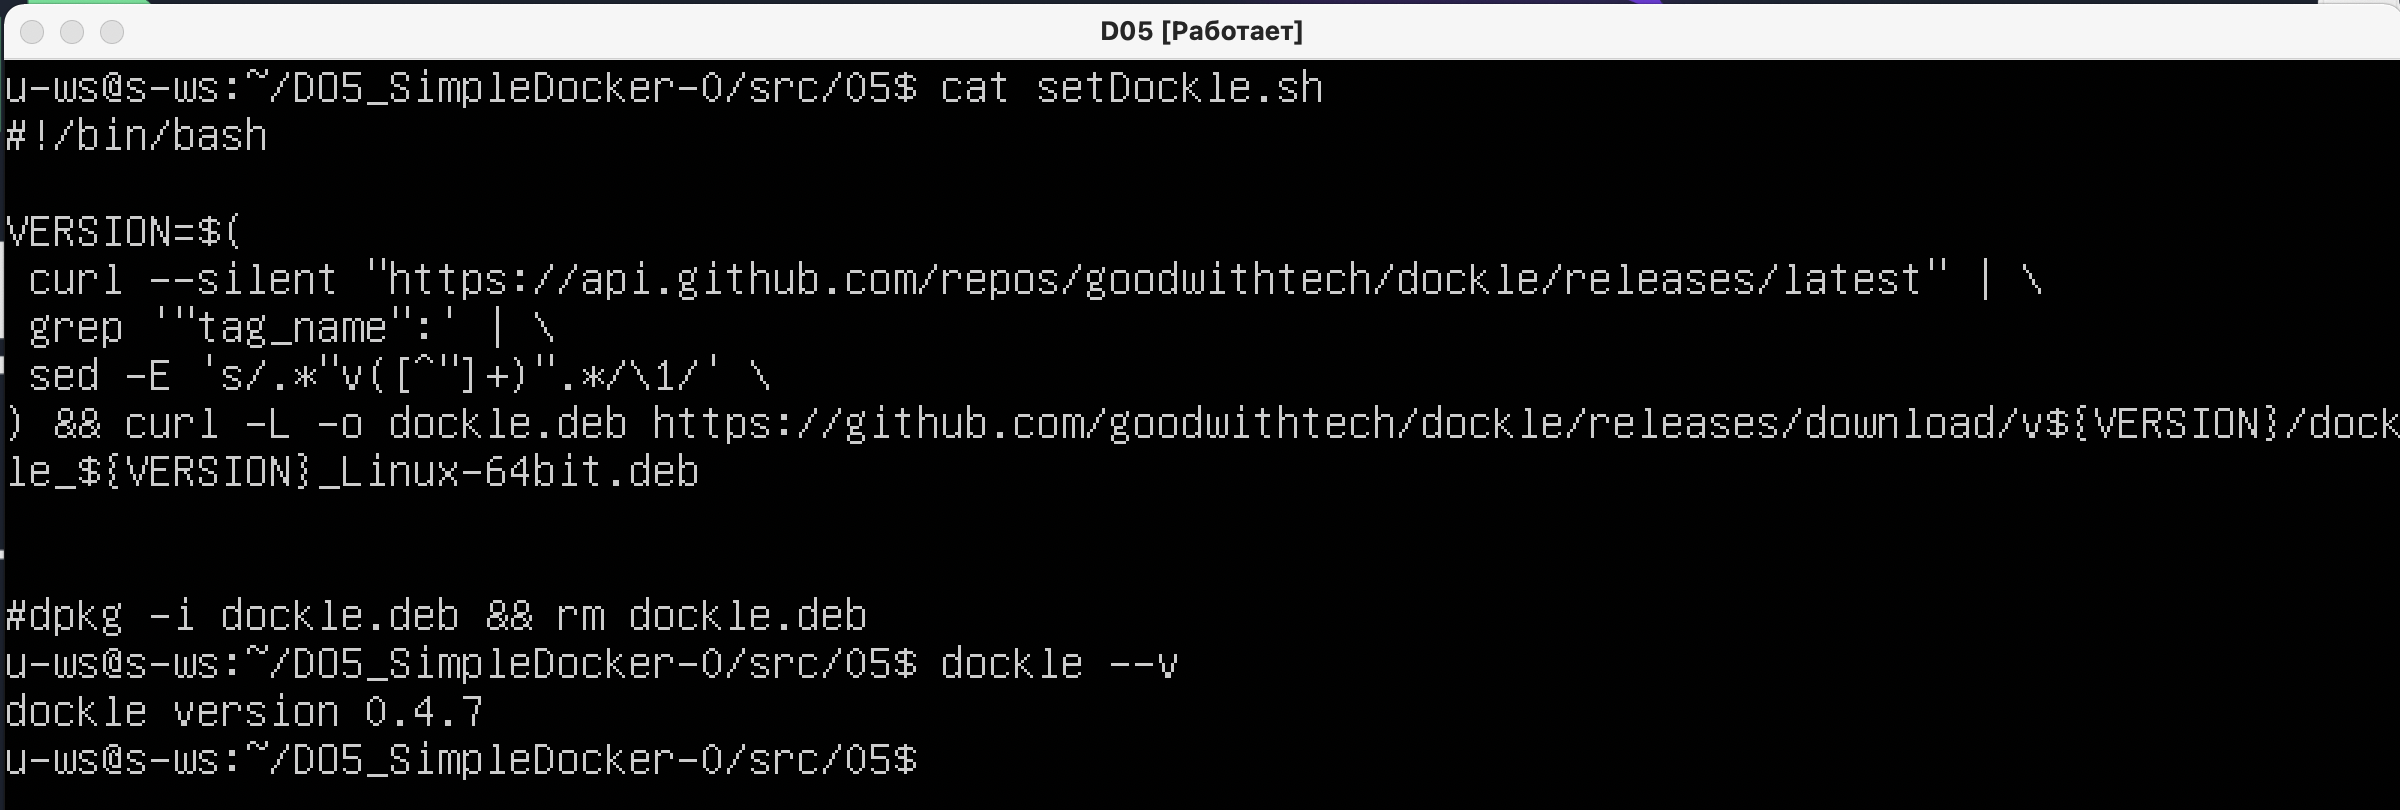 D05 [Работает]
u-ws@s-ws:~/DO5_SimpleDocker-0/src/05$ cat setDockle.sh
#!/bin/bash
VERSION=$(
 curl --silent "https://api.github.com/repos/goodwithtech/dockle/releases/latest" | \
 grep '"tag_name":' | \
 sed -E 's/.*"v([^"]+)".*/\1/' \
) && curl -L -o dockle.deb https://github.com/goodwithtech/dockle/releases/download/v${VERSION}/dock
le_${VERSION}_Linux-64bit.deb
#dpkg -i dockle.deb && rm dockle.deb
u-ws@s-ws:~/DO5_SimpleDocker-0/src/05$ dockle --v
dockle version 0.4.7
u-ws@s-ws:~/DO5_SimpleDocker-0/src/05$